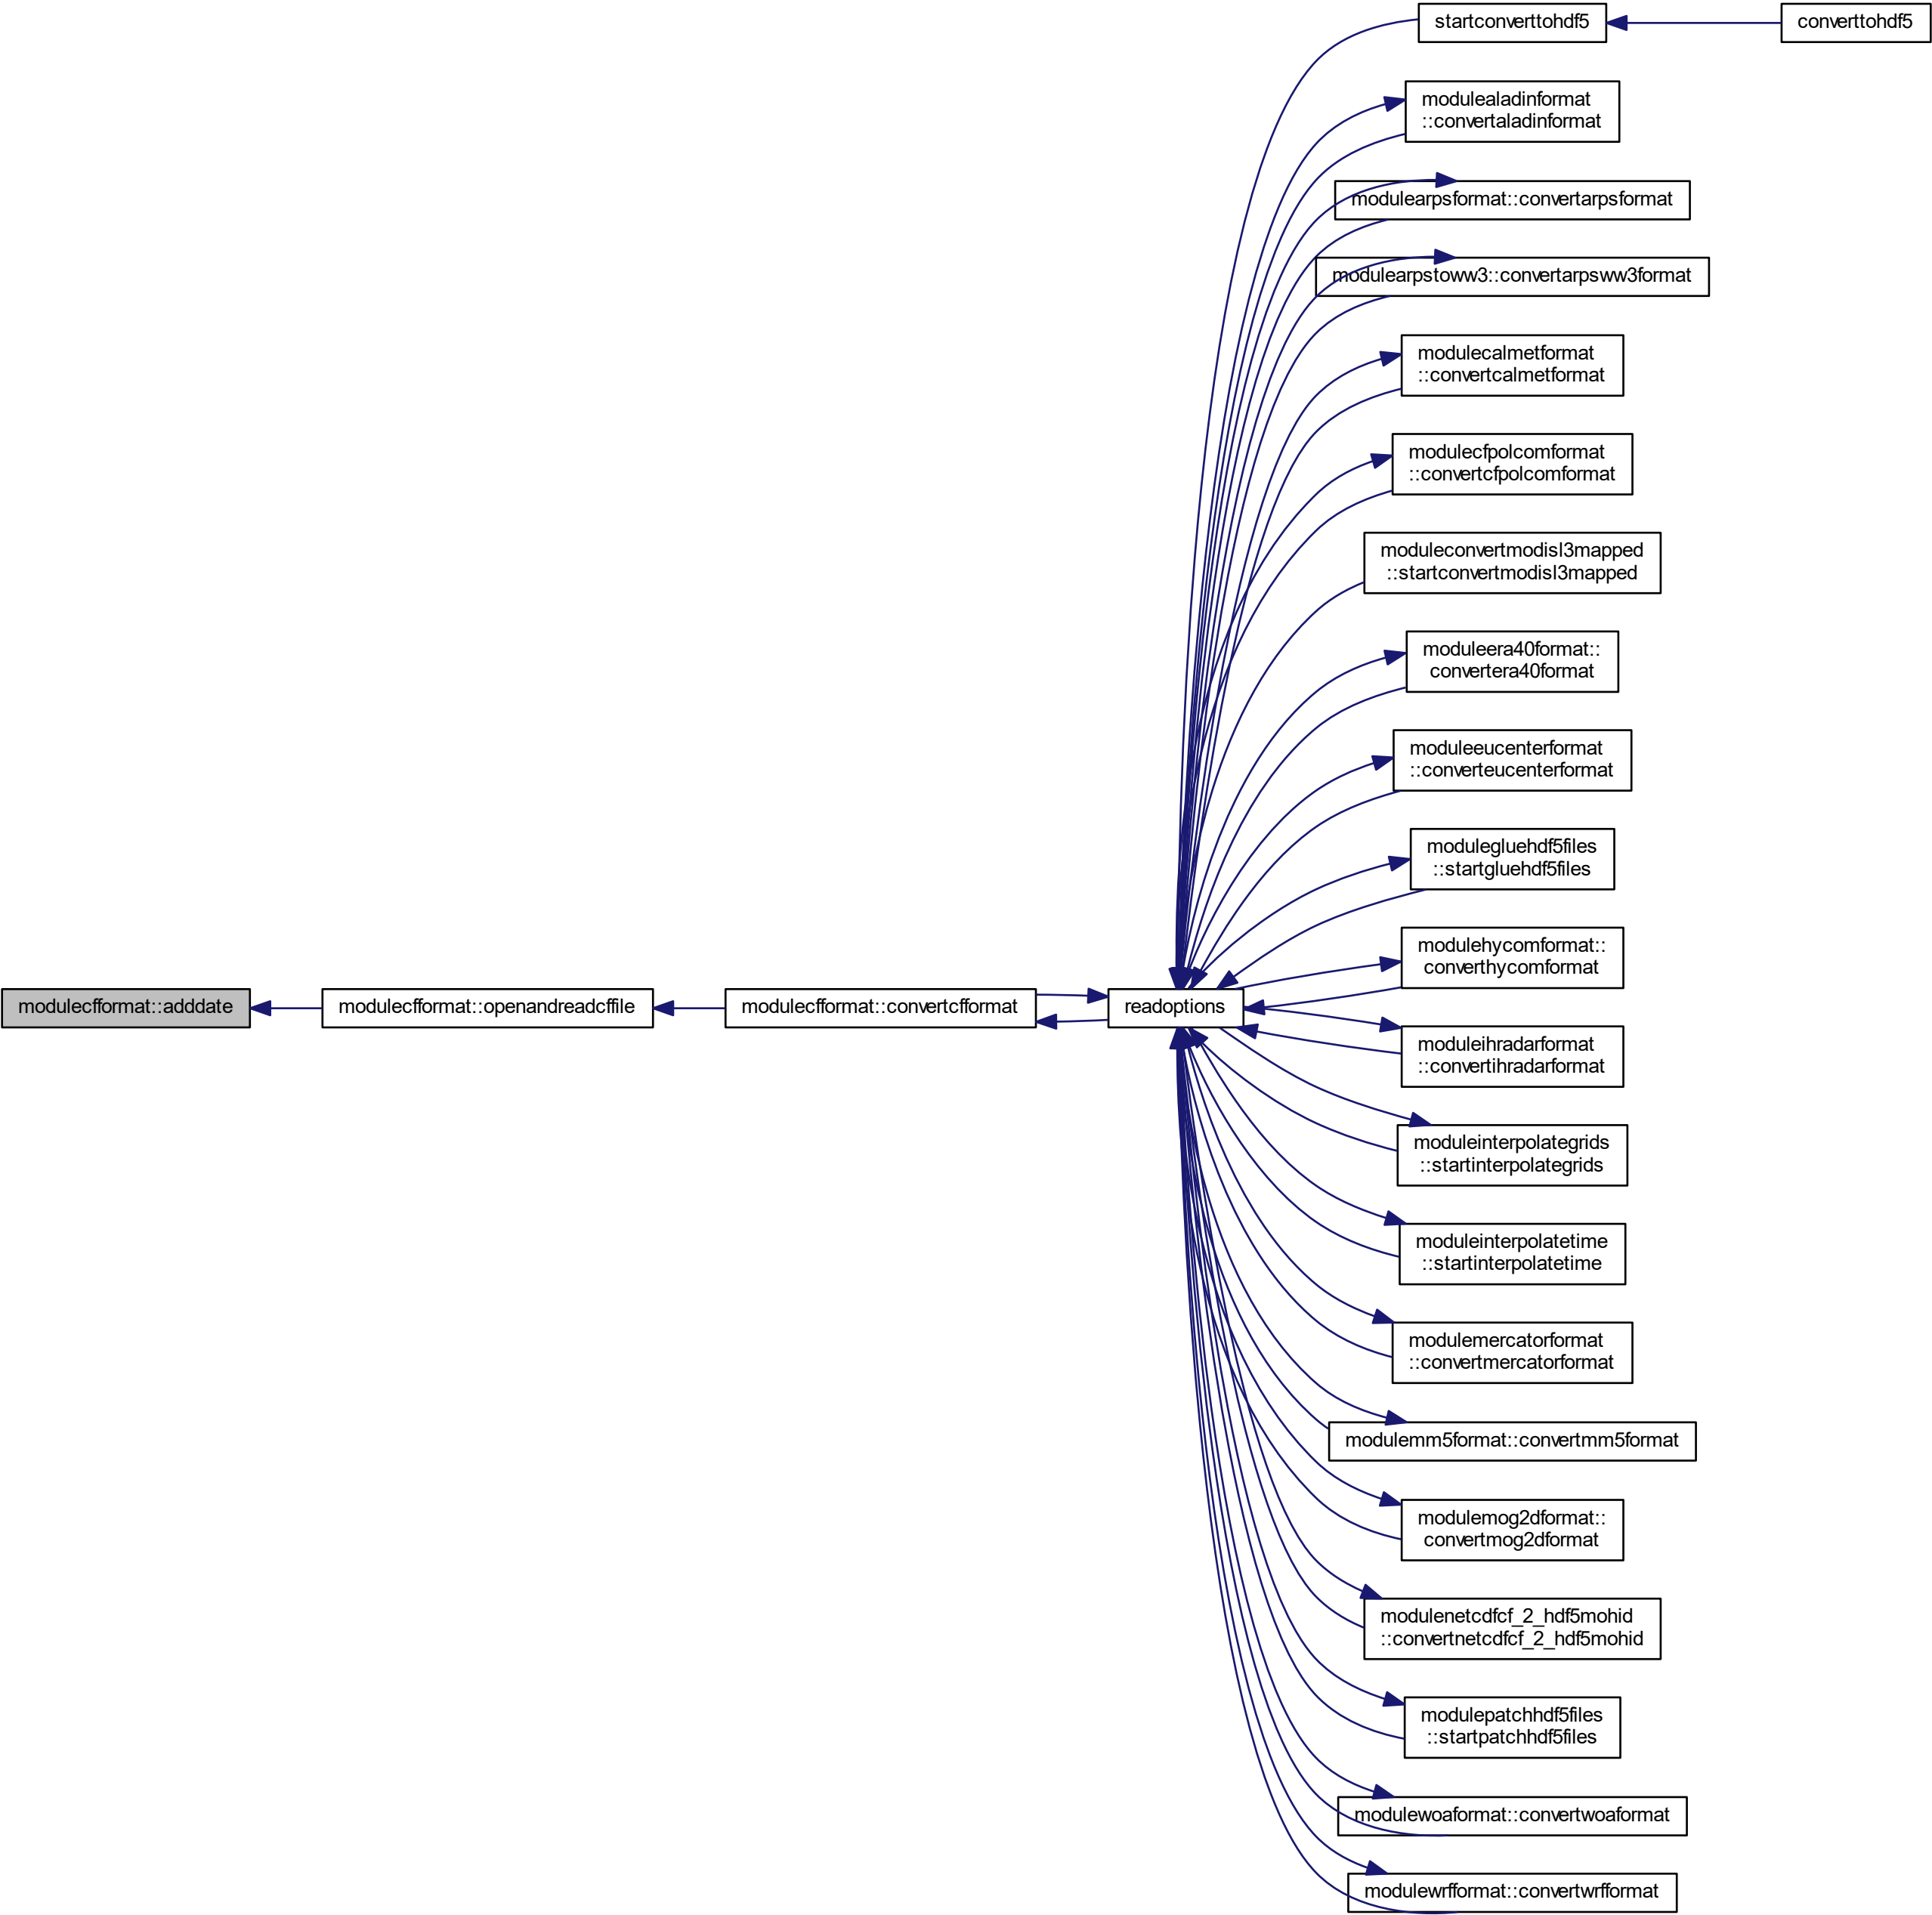 startconverttohdf5
converttohdf5
modulealadinformat
::convertaladinformat
modulearpsformat::convertarpsformat
modulearpstoww3::convertarpsww3format
modulecalmetformat
::convertcalmetformat
modulecfpolcomformat
::convertcfpolcomformat
moduleconvertmodisl3mapped
::startconvertmodisl3mapped
moduleera40format::
convertera40format
moduleeucenterformat
::converteucenterformat
modulegluehdf5files
::startgluehdf5files
modulehycomformat::
converthycomformat
modulecfformat::adddate
modulecfformat::openandreadcffile
modulecfformat::convertcfformat
readoptions
moduleihradarformat
::convertihradarformat
moduleinterpolategrids
::startinterpolategrids
moduleinterpolatetime
::startinterpolatetime
modulemercatorformat
::convertmercatorformat
modulemm5format::convertmm5format
modulemog2dformat::
convertmog2dformat
modulenetcdfcf_2_hdf5mohid
::convertnetcdfcf_2_hdf5mohid
modulepatchhdf5files
::startpatchhdf5files
modulewoaformat::convertwoaformat
modulewrfformat::convertwrfformat